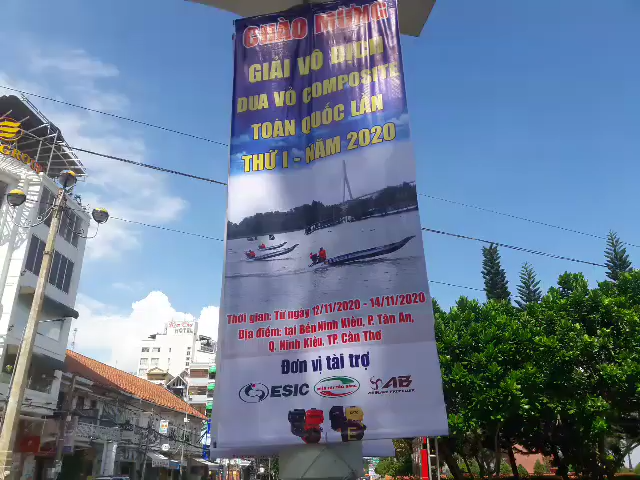 CHÀO MỪNG
GIẢI VÔ ĐỊCH
ĐUA VỎ COMPOSITE
TOÀN QUỐC LẦN
THỨ I - NĂM 2020
Thời gian: Từ ngày 12/11/2020 - 14/11/2020
Địa điểm: tại Bến Ninh Kiều, P. Tân An,
Q. Ninh Kiều, TP. Cần Thơ
Đơn vị tài trợ
ESIC
AB
HOTEL